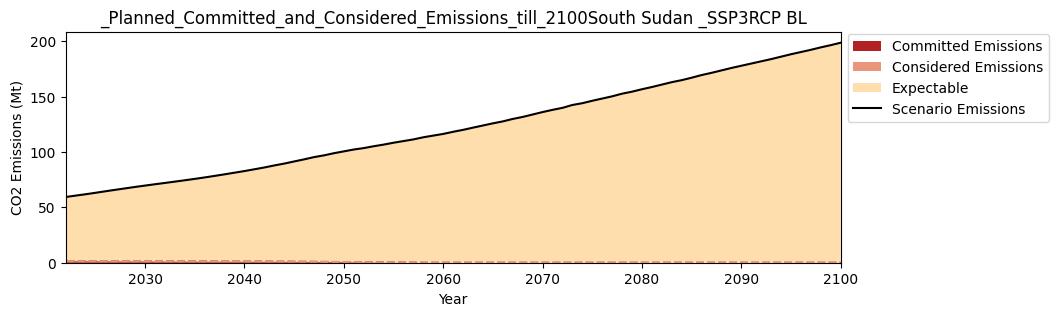 _Planned_Committed_and_Considered_Emissions_till_2100South Sudan _SSP3RCP BL
200
150
100
50
0
CO2 Emissions (Mt)
2030 2040 2050 2060 2070 2080 2090 2100
Year
Committed Emissions
Considered Emissions
Expectable
Scenario Emissions